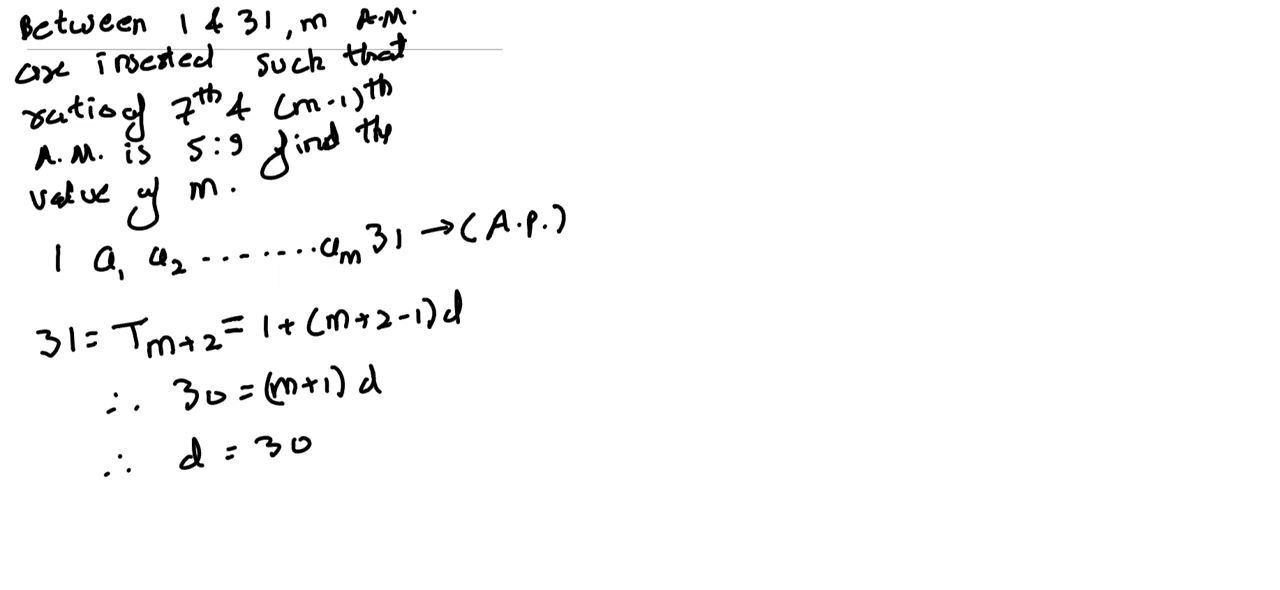 Between 1 & 31, m A.M.
are inserted such that
ratio of 7th & (m-1)th
A.M. is 5:9 find the
value of m.
1 a₁ a₂ ........ aₘ 31 → (A.P.)
31 = Tₘ₊₂ = 1 + (m+2-1)d
∴ 30 = (m+1) d
∴ d = 30